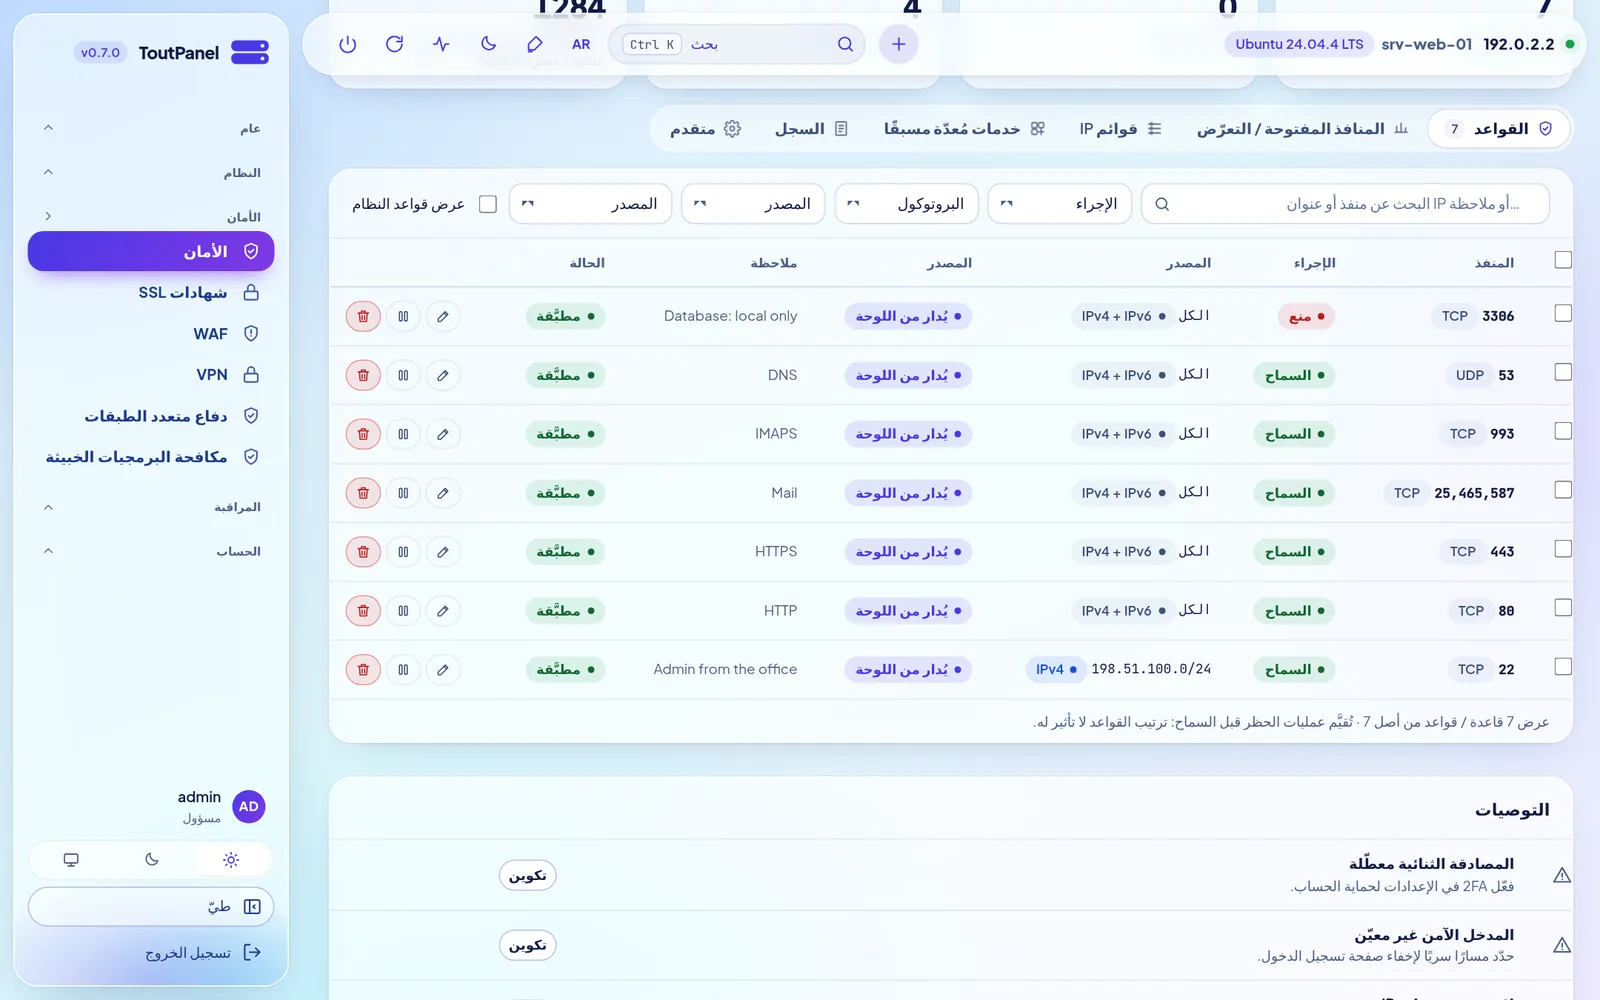 1284
4
0
7
192.0.2.2 srv-web-01 Ubuntu 24.04.4 LTS
بحث Ctrl K
AR
ToutPanel v0.7.0
عام
النظام
الأمان
الأمان
شهادات SSL
WAF
VPN
دفاع متعدد الطبقات
مكافحة البرمجيات الخبيثة
المراقبة
الحساب
AD admin
مسؤول
طيّ
تسجيل الخروج
القواعد 7
المنافذ المفتوحة / التعرّض
قوائم IP
خدمات مُعدّة مسبقًا
السجل
متقدم
...أو ملاحظة IP البحث عن منفذ أو عنوان
الإجراء
البروتوكول
المصدر
المصدر
عرض قواعد النظام
المنفذ الإجراء المصدر المصدر ملاحظة الحالة
3306 TCP منع الكل IPv4 + IPv6 يُدار من اللوحة Database: local only مطبَّقة
53 UDP السماح الكل IPv4 + IPv6 يُدار من اللوحة DNS مطبَّقة
993 TCP السماح الكل IPv4 + IPv6 يُدار من اللوحة IMAPS مطبَّقة
25,465,587 TCP السماح الكل IPv4 + IPv6 يُدار من اللوحة Mail مطبَّقة
443 TCP السماح الكل IPv4 + IPv6 يُدار من اللوحة HTTPS مطبَّقة
80 TCP السماح الكل IPv4 + IPv6 يُدار من اللوحة HTTP مطبَّقة
22 TCP السماح 198.51.100.0/24 IPv4 يُدار من اللوحة Admin from the office مطبَّقة
عرض 7 قاعدة / قواعد من أصل 7 · تُقيَّم عمليات الحظر قبل السماح: ترتيب القواعد لا تأثير له.
التوصيات
المصادقة الثنائية معطّلة
فعّل 2FA في الإعدادات لحماية الحساب.
تكوين
المدخل الآمن غير معيّن
حدّد مسارًا سريًا لإخفاء صفحة تسجيل الدخول.
تكوين